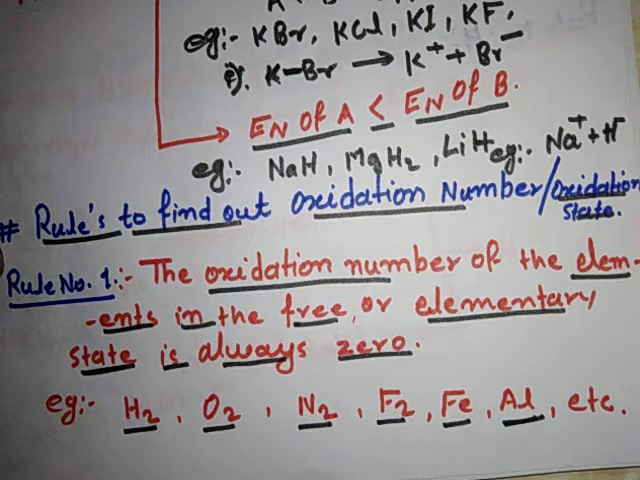 eg:- KBr, KCl, KI, KF,
K-Br → K⁺ + Br⁻
EN Of A < EN Of B.
eg:- NaH, MgH₂, LiH eg:- Na⁺ + H⁻
# Rule's to find out oxidation Number/oxidation
state.
Rule No. 1:- The oxidation number of the elem-
-ents in the free, or elementary
state is always zero.
eg:- H₂, O₂, N₂, F₂, Fe, Al, etc.